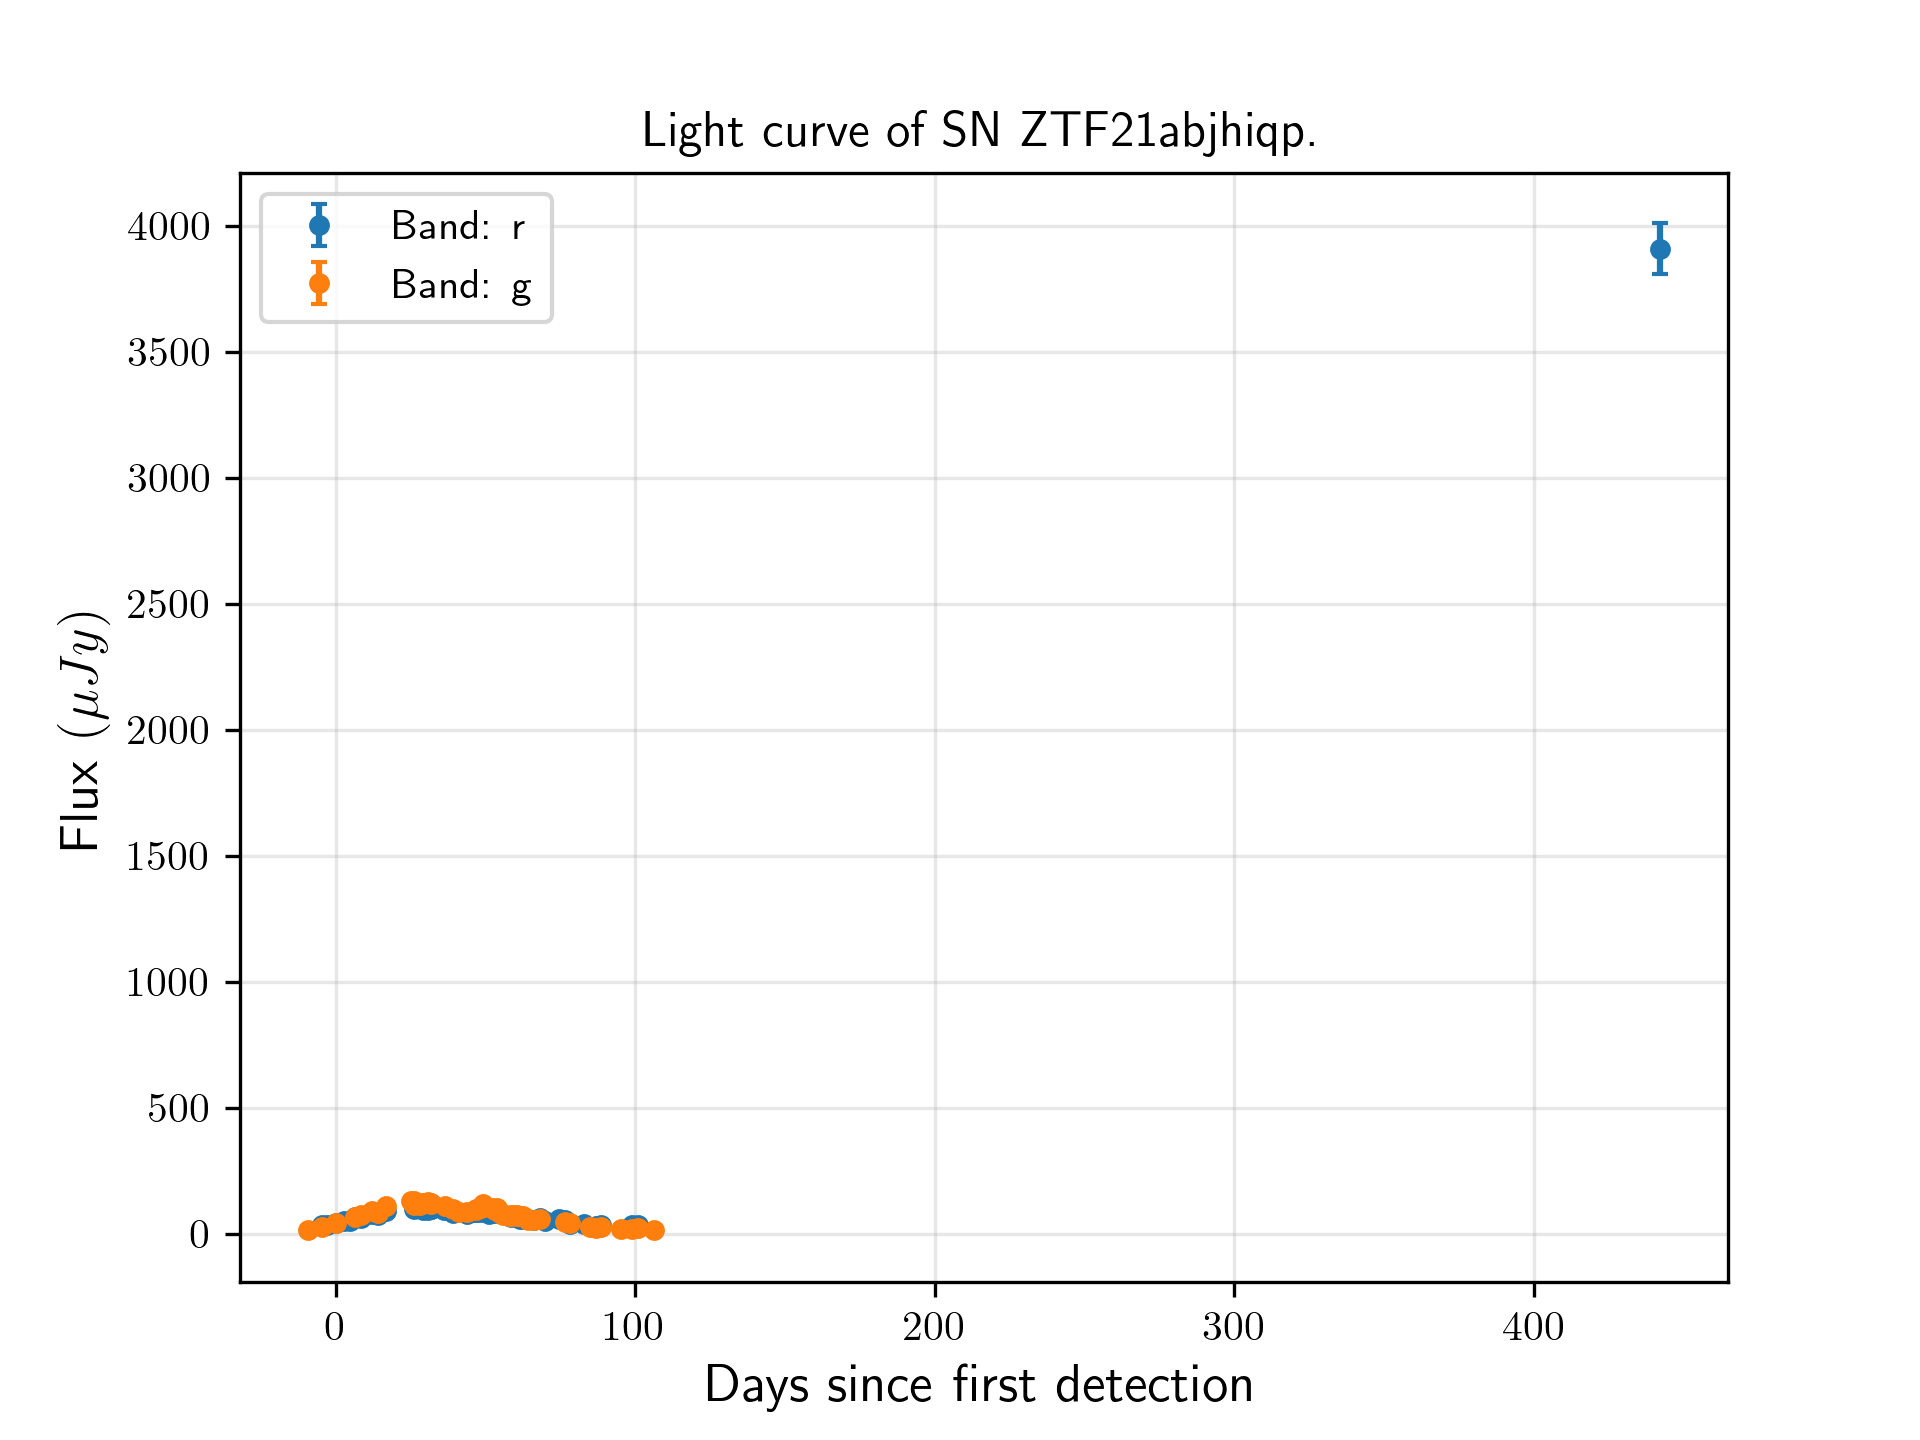 Light curve of SN ZTF21abjhiqp.
Band: r
Band: g
4000
3500
3000
2500
2000
1500
1000
500
0
Flux (μJy)
0 100 200 300 400
Days since first detection